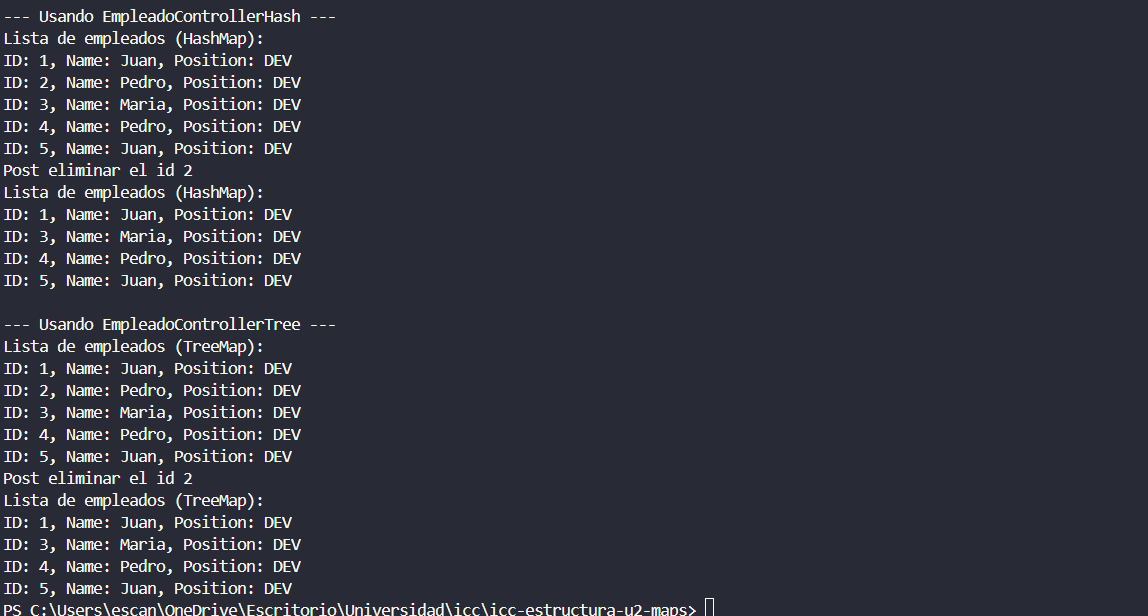 --- Usando EmpleadoControllerHash ---
Lista de empleados (HashMap):
ID: 1, Name: Juan, Position: DEV
ID: 2, Name: Pedro, Position: DEV
ID: 3, Name: Maria, Position: DEV
ID: 4, Name: Pedro, Position: DEV
ID: 5, Name: Juan, Position: DEV
Post eliminar el id 2
Lista de empleados (HashMap):
ID: 1, Name: Juan, Position: DEV
ID: 3, Name: Maria, Position: DEV
ID: 4, Name: Pedro, Position: DEV
ID: 5, Name: Juan, Position: DEV
--- Usando EmpleadoControllerTree ---
Lista de empleados (TreeMap):
ID: 1, Name: Juan, Position: DEV
ID: 2, Name: Pedro, Position: DEV
ID: 3, Name: Maria, Position: DEV
ID: 4, Name: Pedro, Position: DEV
ID: 5, Name: Juan, Position: DEV
Post eliminar el id 2
Lista de empleados (TreeMap):
ID: 1, Name: Juan, Position: DEV
ID: 3, Name: Maria, Position: DEV
ID: 4, Name: Pedro, Position: DEV
ID: 5, Name: Juan, Position: DEV
PS C:\Users\escan\OneDrive\Escritorio\Universidad\icc\icc-estructura-u2-maps>